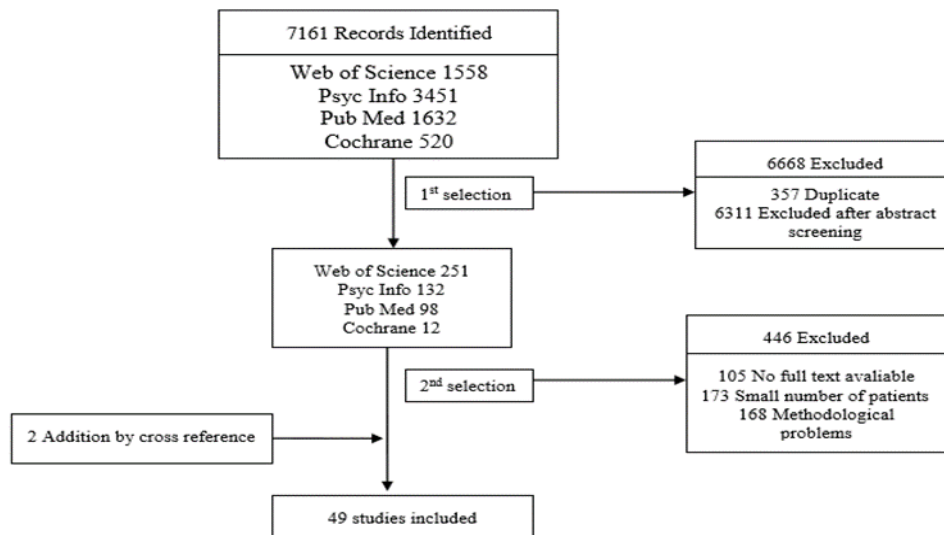 7161 Records Identified
Web of Science 1558
Psyc Info 3451
Pub Med 1632
Cochrane 520
1st selection
6668 Excluded
357 Duplicate
6311 Excluded after abstract
screening
Web of Science 251
Psyc Info 132
Pub Med 98
Cochrane 12
2nd selection
446 Excluded
105 No full text avaliable
173 Small number of patients
168 Methodological
problems
2 Addition by cross reference
49 studies included